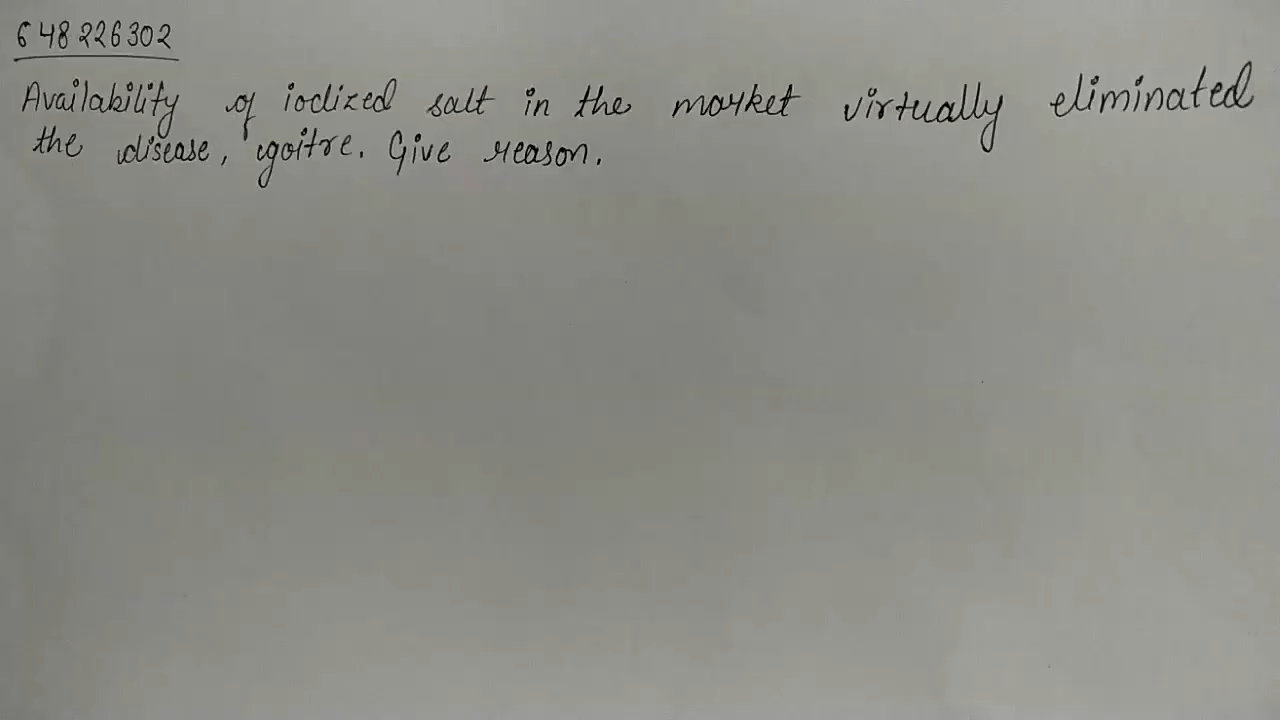 648226302
Availability of iodized salt in the market virtually eliminated
the disease, goitre. Give reason.